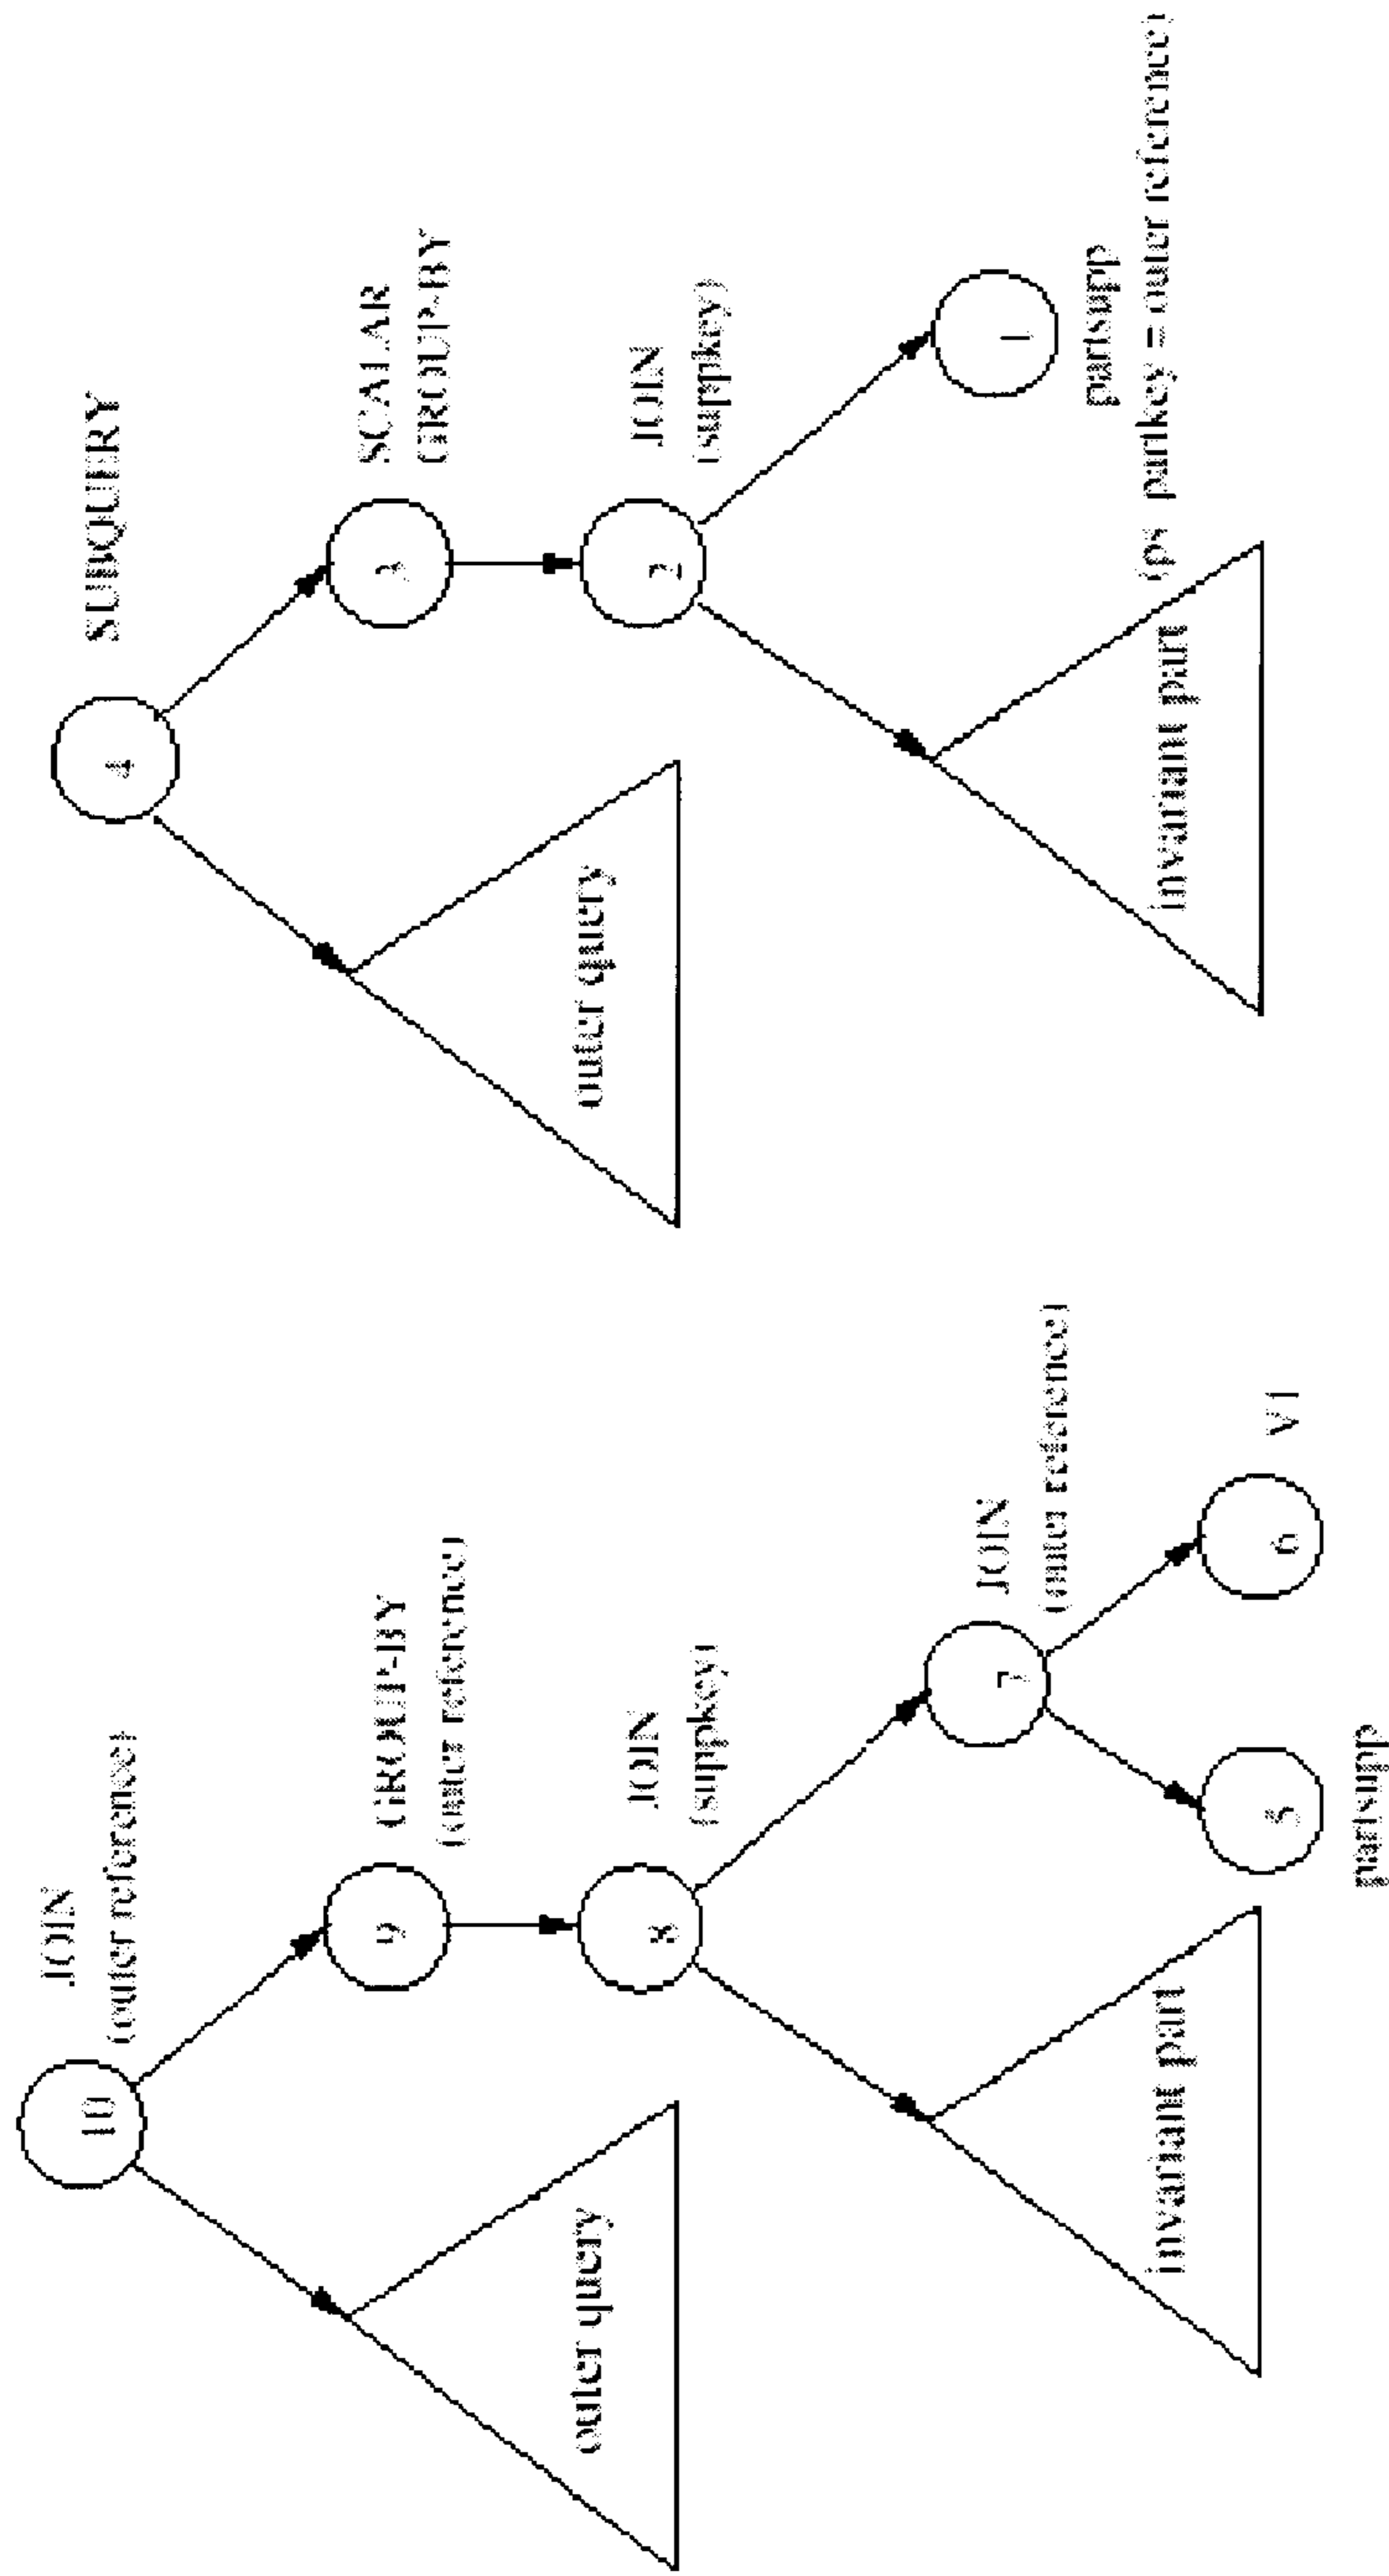 SUBQUERY
4
SCALAR
GROUP-BY
3
outer query
JOIN
(suppkey)
2
1
partsupp
(ps_partkey = outer reference)
invariant part
JOIN
(outer reference)
10
GROUP-BY
(outer reference)
9
outer query
JOIN
(suppkey)
8
JOIN
(outer reference)
7
invariant part
5
partsupp
6
V1